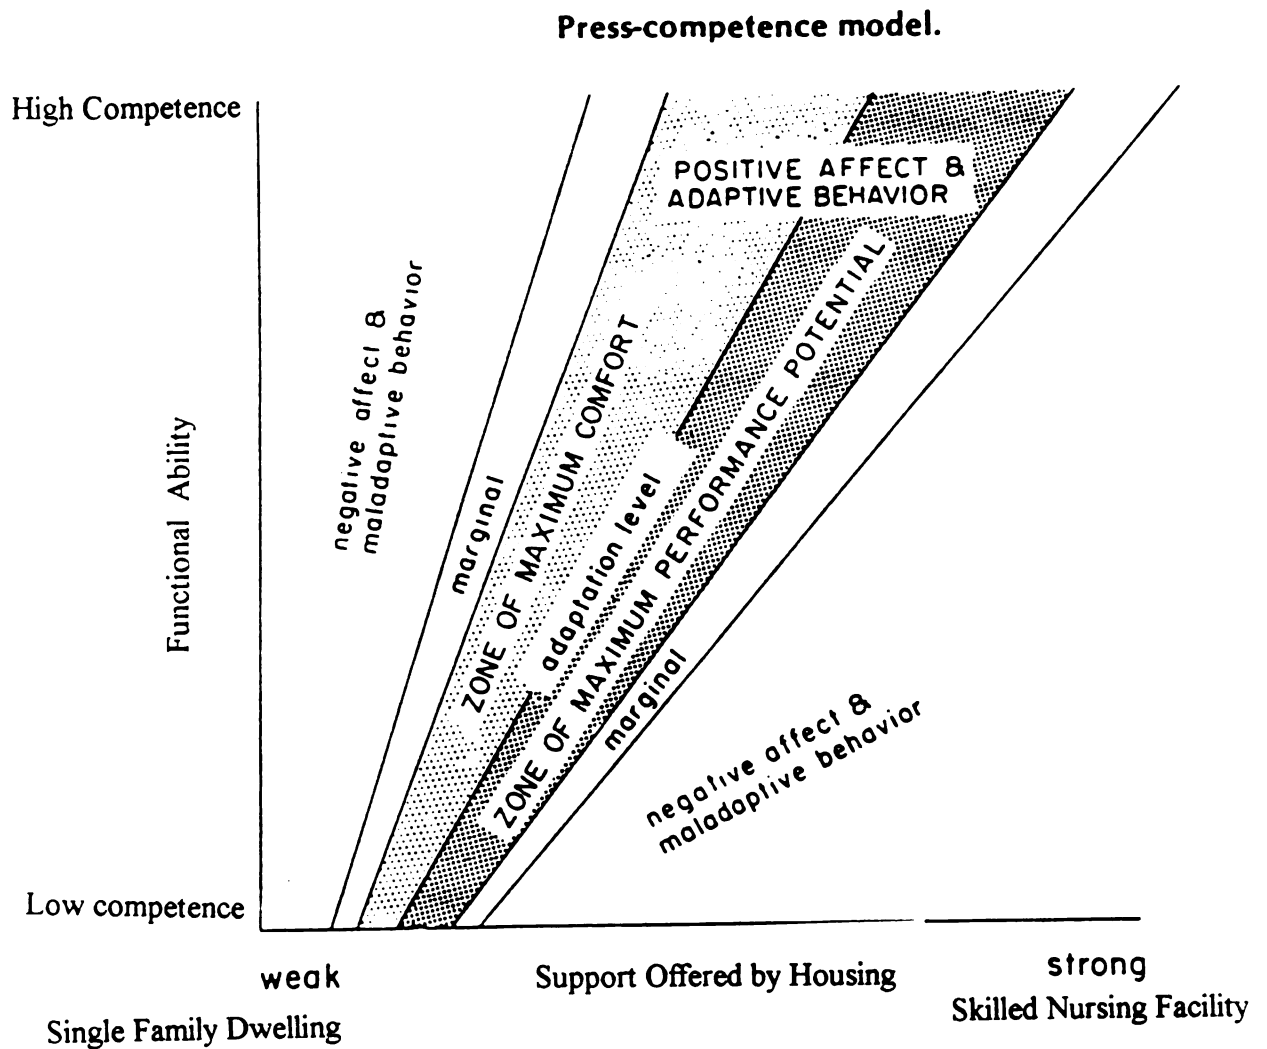 Press-competence model.
High Competence
POSITIVE AFFECT &
ADAPTIVE BEHAVIOR
negative affect &
maladaptive behavior
marginal
ZONE OF MAXIMUM COMFORT
adaptation level
ZONE OF MAXIMUM PERFORMANCE POTENTIAL
marginal
negative affect &
maladaptive behavior
Functional Ability
Low competence
weak
Support Offered by Housing
strong
Single Family Dwelling
Skilled Nursing Facility